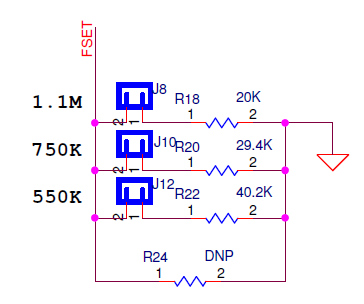 FSET
J8
1.1M 2 1 R18 1 20K 2
J10
750K 2 1 R20 1 29.4K 2
J12
550K 2 1 R22 1 40.2K 2
R24 1 DNP 2